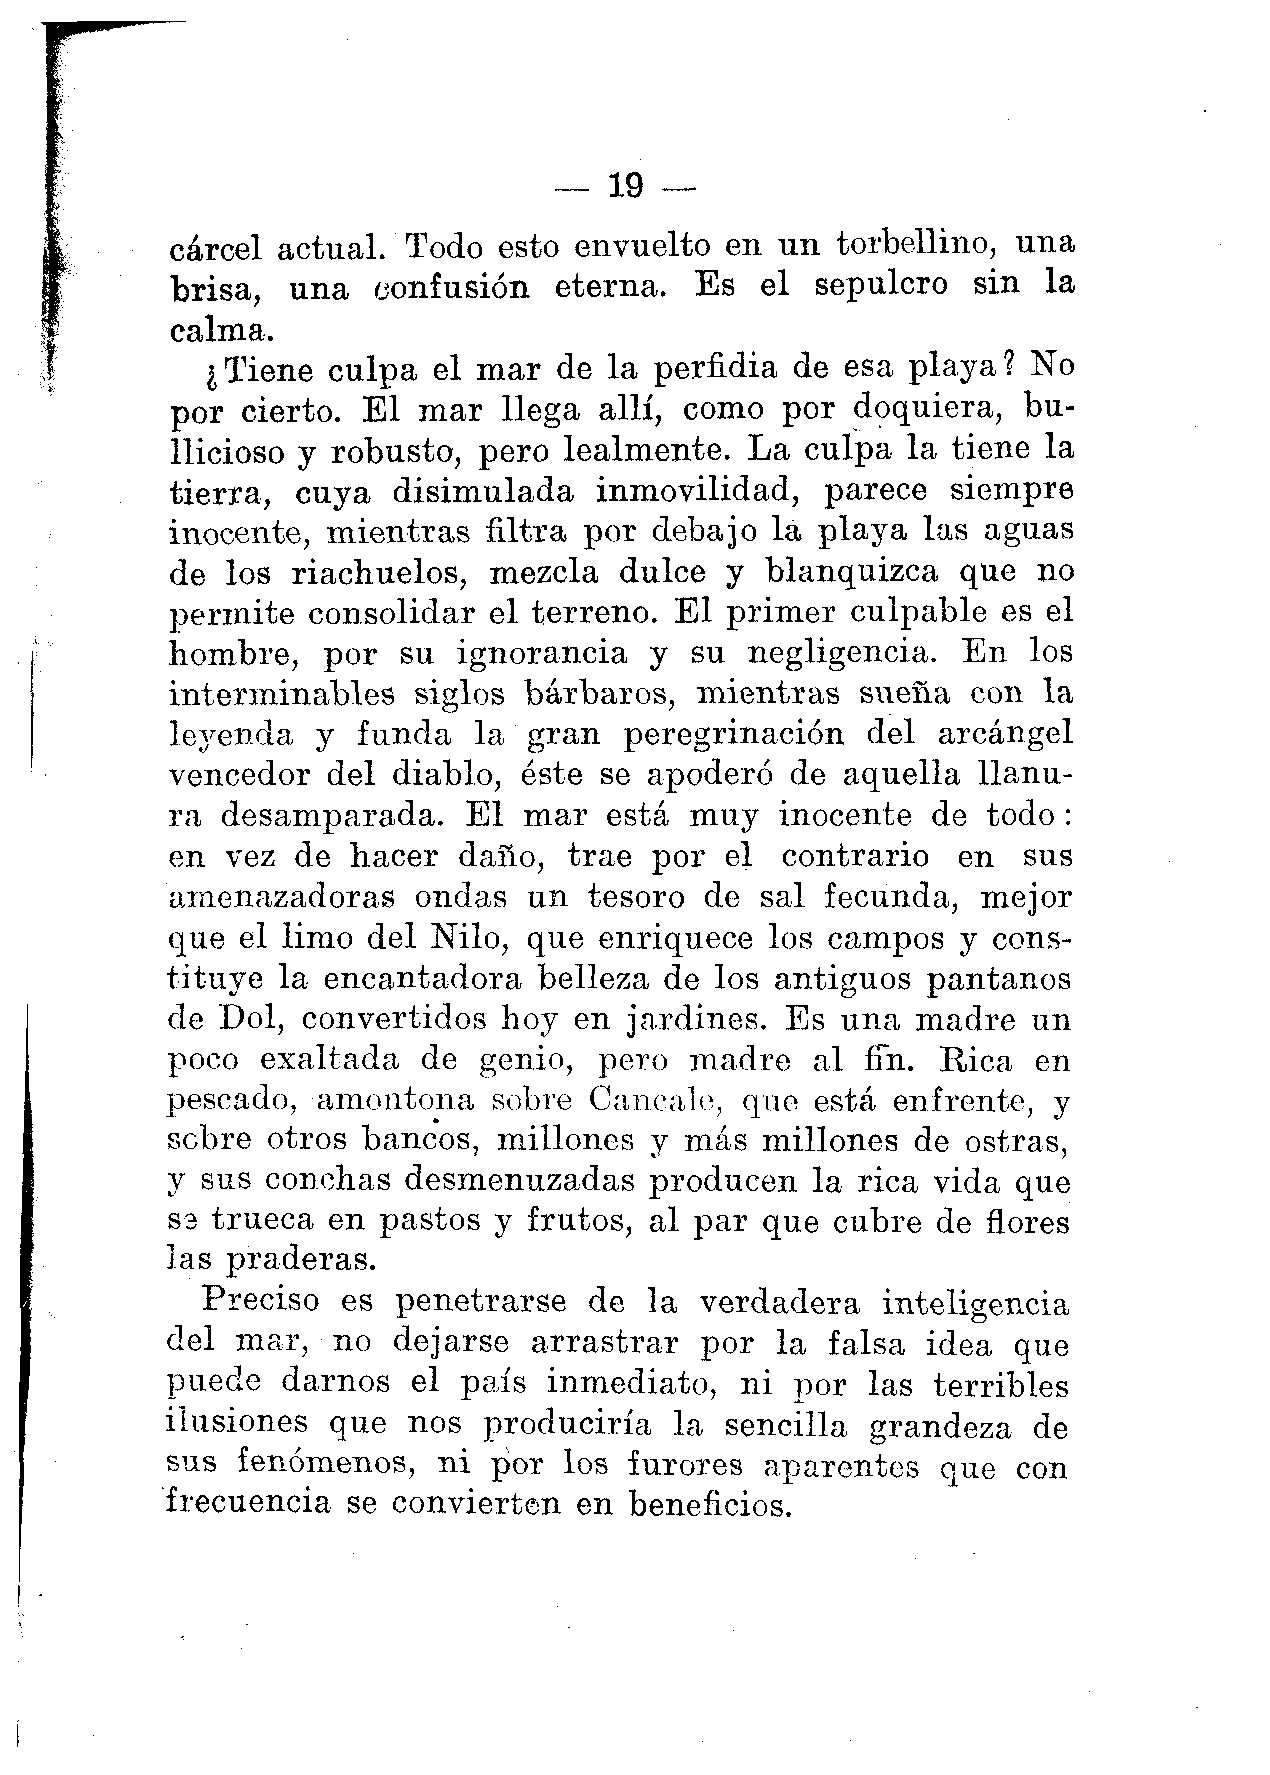 — 19 —
cárcel actual. Todo esto envuelto en un torbellino, una
brisa, una confusión eterna. Es el sepulcro sin la
calma.
¿Tiene culpa el mar de la perfidia de esa playa? No
por cierto. El mar llega allí, como por doquiera, bu-
llicioso y robusto, pero lealmente. La culpa la tiene la
tierra, cuya disimulada inmovilidad, parece siempre
inocente, mientras filtra por debajo la playa las aguas
de los riachuelos, mezcla dulce y blanquizca que no
permite consolidar el terreno. El primer culpable es el
hombre, por su ignorancia y su negligencia. En los
interminables siglos bárbaros, mientras sueña con la
leyenda y funda la gran peregrinación del arcángel
vencedor del diablo, éste se apoderó de aquella llanu-
ra desamparada. El mar está muy inocente de todo:
en vez de hacer daño, trae por el contrario en sus
amenazadoras ondas un tesoro de sal fecunda, mejor
que el limo del Nilo, que enriquece los campos y cons-
tituye la encantadora belleza de los antiguos pantanos
de Dol, convertidos hoy en jardines. Es una madre un
poco exaltada de genio, pero madre al fin. Rica en
pescado, amontona sobre Cancale, que está enfrente, y
sobre otros bancos, millones y más millones de ostras,
y sus conchas desmenuzadas producen la rica vida que
se trueca en pastos y frutos, al par que cubre de flores
las praderas.
Preciso es penetrarse de la verdadera inteligencia
del mar, no dejarse arrastrar por la falsa idea que
puede darnos el país inmediato, ni por las terribles
ilusiones que nos produciría la sencilla grandeza de
sus fenómenos, ni por los furores aparentes que con
frecuencia se convierten en beneficios.